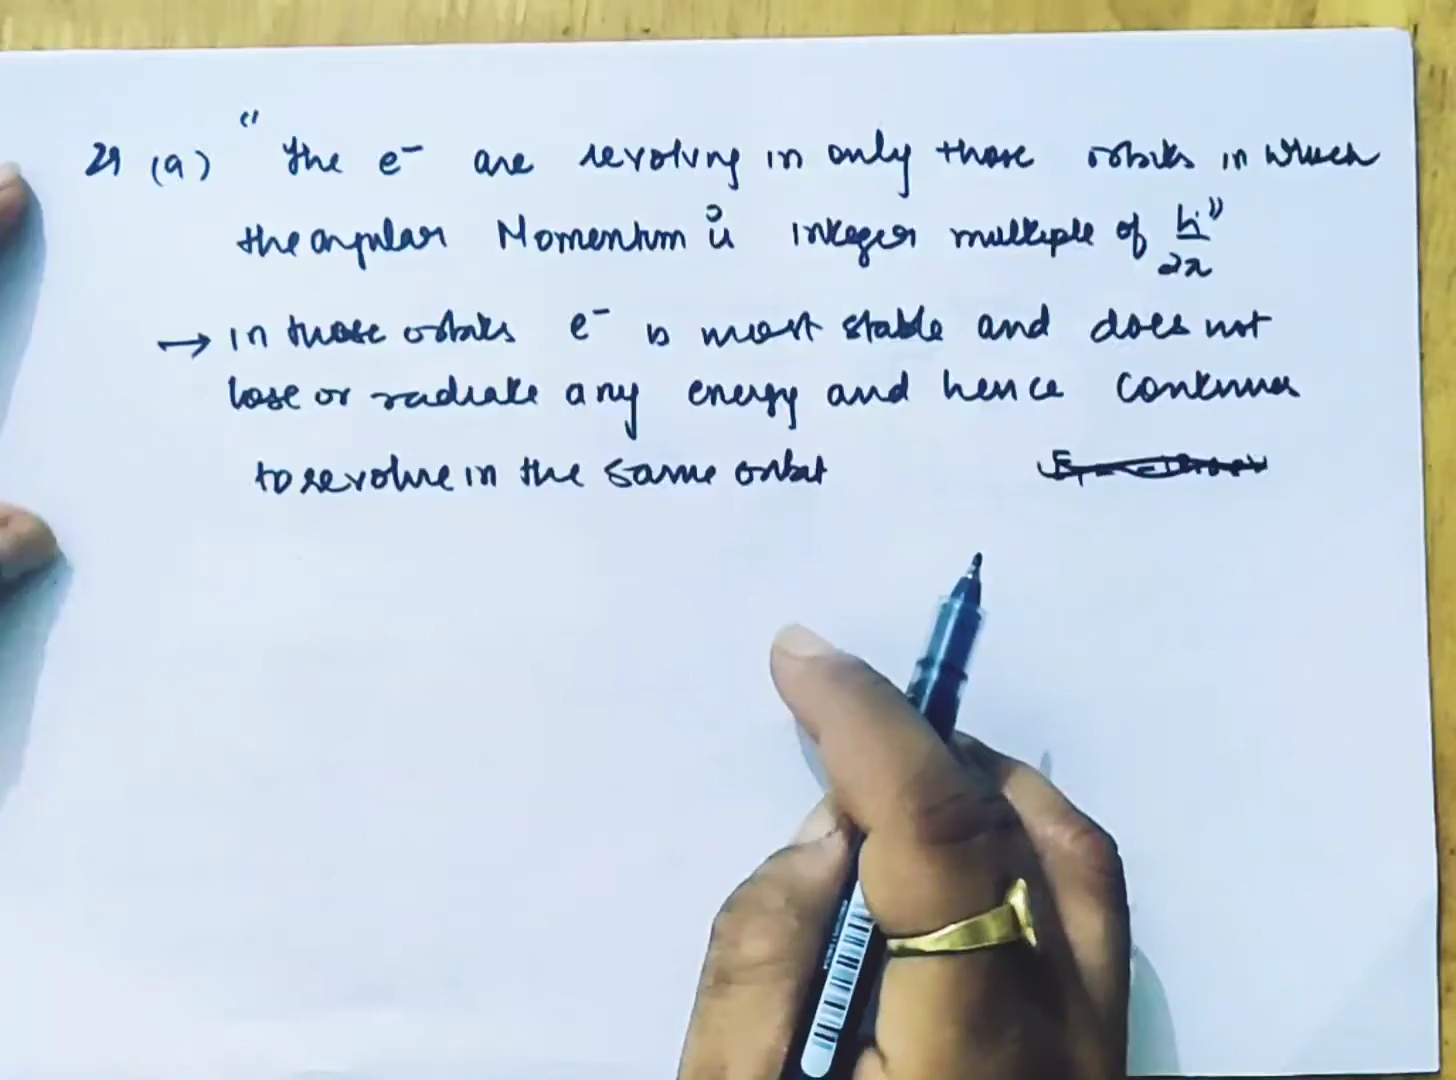 29 (a) " the e⁻ are revolving in only those orbits in which
the angular Momentum is integer multiple of h/2π "
→ in those orbits e⁻ is most stable and does not
lose or radiate any energy and hence continues
to revolve in the same orbit